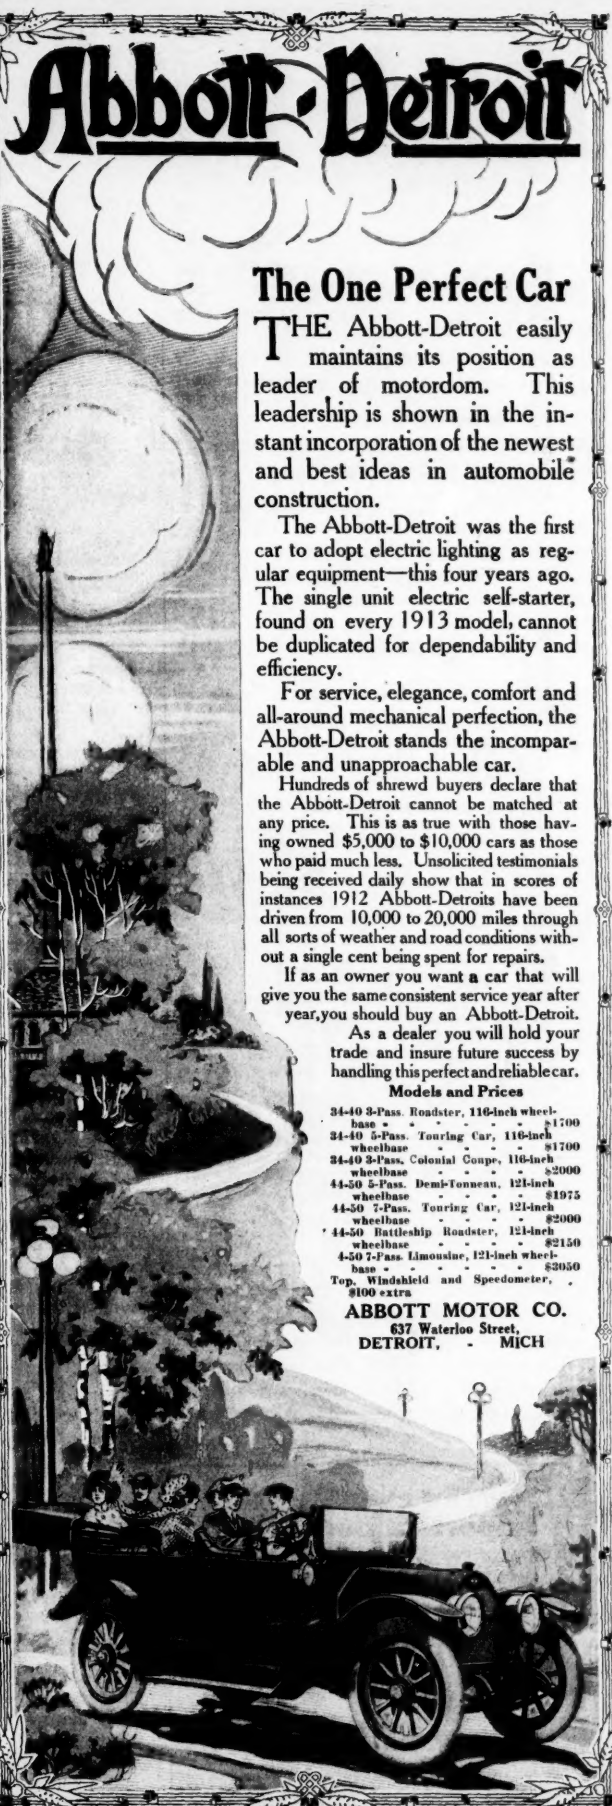 Abbott-Detroit
The One Perfect Car
THE Abbott-Detroit easily
maintains its position as
leader of motordom. This
leadership is shown in the in-
stant incorporation of the newest
and best ideas in automobile
construction.
The Abbott-Detroit was the first
car to adopt electric lighting as reg-
ular equipment—this four years ago.
The single unit electric self-starter,
found on every 1913 model, cannot
be duplicated for dependability and
efficiency.
For service, elegance, comfort and
all-around mechanical perfection, the
Abbott-Detroit stands the incompar-
able and unapproachable car.
Hundreds of shrewd buyers declare that
the Abbott-Detroit cannot be matched at
any price. This is as true with those hav-
ing owned $5,000 to $10,000 cars as those
who paid much less. Unsolicited testimonials
being received daily show that in scores of
instances 1912 Abbott-Detroits have been
driven from 10,000 to 20,000 miles through
all sorts of weather and road conditions with-
out a single cent being spent for repairs.
If as an owner you want a car that will
give you the same consistent service year after
year, you should buy an Abbott-Detroit.
As a dealer you will hold your
trade and insure future success by
handling this perfect and reliable car.
Models and Prices
34-40 3-Pass. Roadster, 116-inch wheel-
base - - - - - - $1700
34-40 5-Pass. Touring Car, 116-inch
wheelbase - - - - $1700
34-40 3-Pass. Colonial Coupe, 116-inch
wheelbase - - - - $2000
44-50 5-Pass. Demi-Tonneau, 121-inch
wheelbase - - - - $1975
44-50 7-Pass. Touring Car, 121-inch
wheelbase - - - - $2000
44-50 Battleship Roadster, 121-inch
wheelbase - - - - $2150
4-50 7-Pass. Limousine, 121-inch wheel-
base - - - - - - $3050
Top, Windshield and Speedometer,
$100 extra
ABBOTT MOTOR CO.
637 Waterloo Street,
DETROIT, - MICH